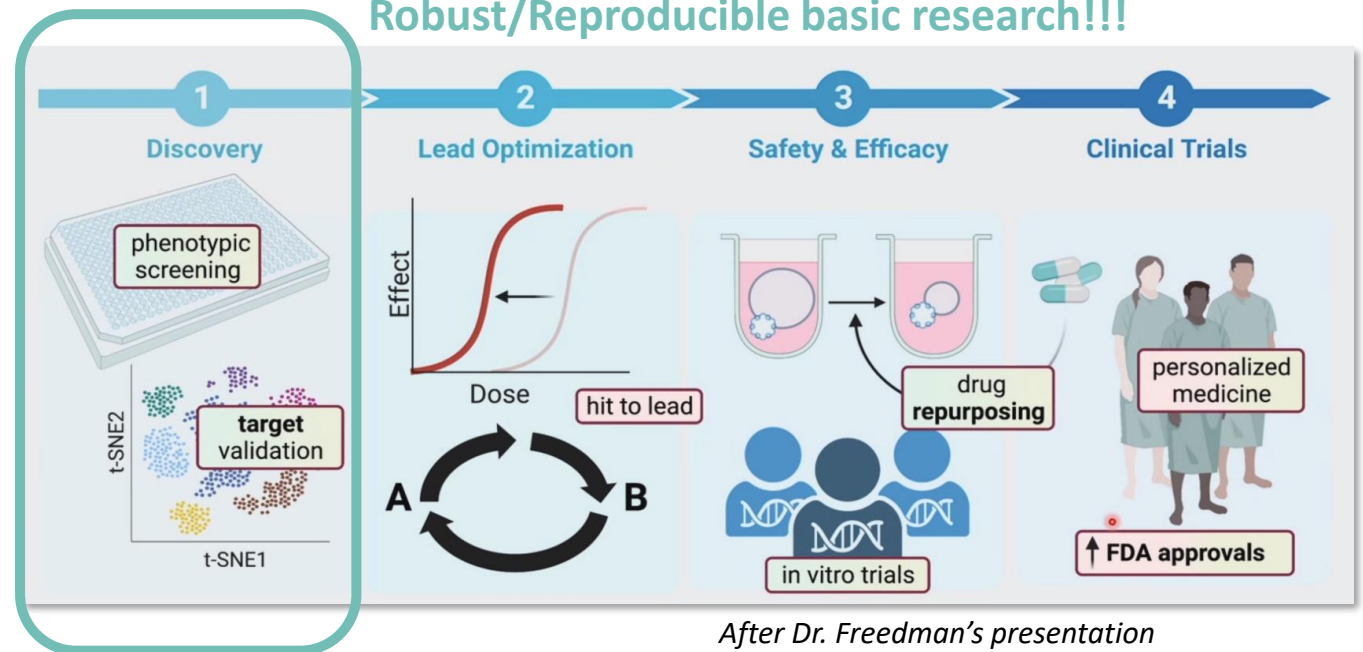 Robust/Reproducible basic research!!!
1
Discovery
phenotypic
screening
t-SNE2
target
validation
t-SNE1
2
Lead Optimization
Effect
Dose
hit to lead
A
B
3
Safety & Efficacy
drug
repurposing
in vitro trials
4
Clinical Trials
personalized
medicine
↑ FDA approvals
After Dr. Freedman's presentation